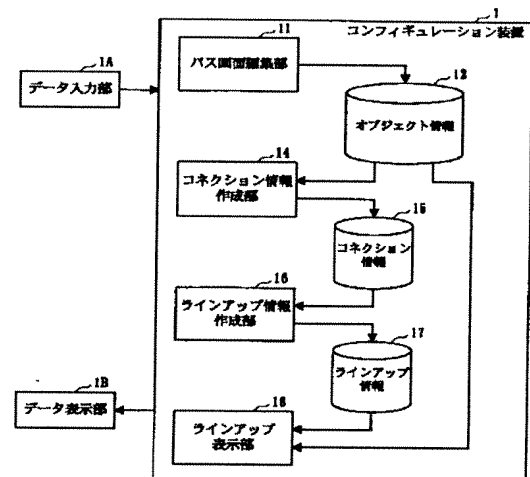 1
コンフィギュレーション装置
11
パス画面編集部
1A
データ入力部
13
オブジェクト情報
14
コネクション情報
作成部
15
コネクション
情報
16
ラインアップ情報
作成部
17
ラインアップ
情報
1B
データ表示部
18
ラインアップ
表示部